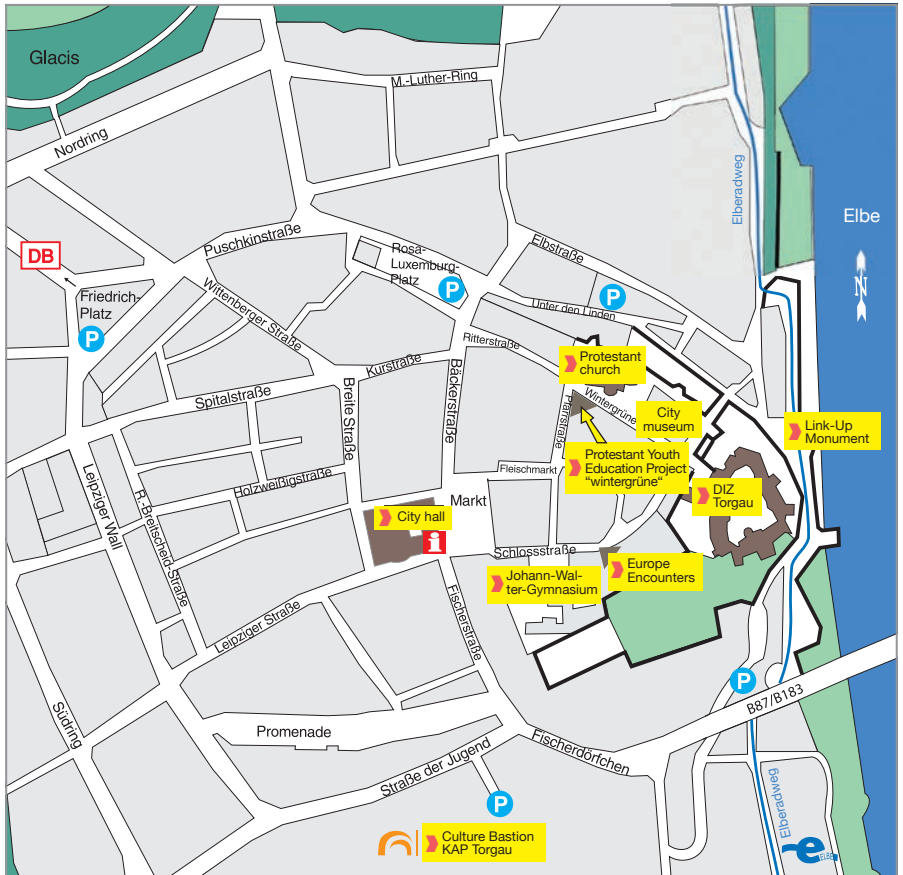 Glacis
M.-Luther-Ring
Nordring
Elberadweg
Elbe
N
DB
Puschkinstraße
Rosa-
Luxemburg-
Platz
P
Elbstraße
Friedrich-
Platz
P
Wittenberger Straße
Unter den Linden
P
Ritterstraße
Kurstraße
Protestant
church
Spitalstraße
Breite Straße
Bäckerstraße
Pfarrstraße
Wintergrüne
City
museum
Link-Up
Monument
Protestant Youth
Education Project
"wintergrüne“
Fleischmarkt
Leipziger Wall
R.-Breitscheid-Straße
Holzweißigstraße
Markt
DIZ
Torgau
City hall
i
Schlossstraße
Johann-Wal-
ter-Gymnasium
Europe
Encounters
Leipziger Straße
Fischerstraße
P
B87/B183
Südring
Promenade
Fischerdörfchen
Straße der Jugend
P
Elberadweg
Culture Bastion
KAP Torgau
e
ELBE